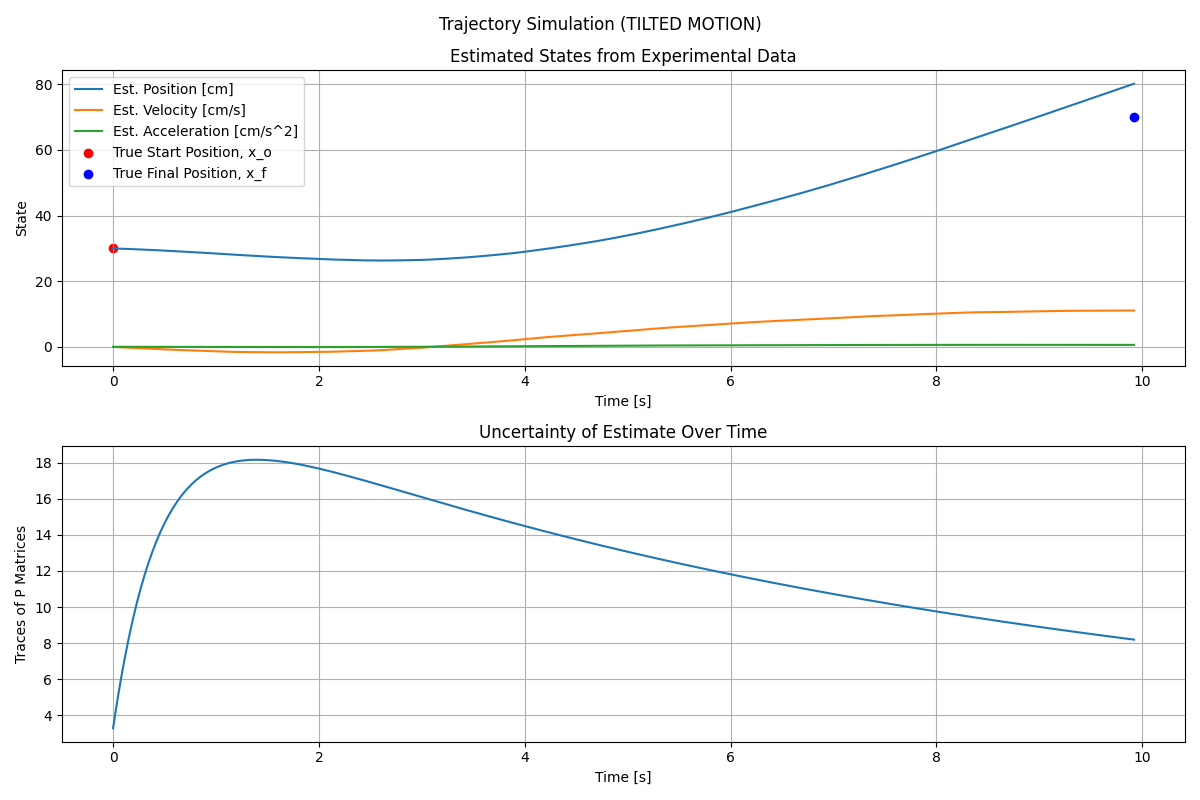 Trajectory Simulation (TILTED MOTION)
Estimated States from Experimental Data
State
80
60
40
20
0
Est. Position [cm]
Est. Velocity [cm/s]
Est. Acceleration [cm/s^2]
True Start Position, x_o
True Final Position, x_f
0 2 4 6 8 10
Time [s]
Uncertainty of Estimate Over Time
Traces of P Matrices
18
16
14
12
10
8
6
4
0 2 4 6 8 10
Time [s]